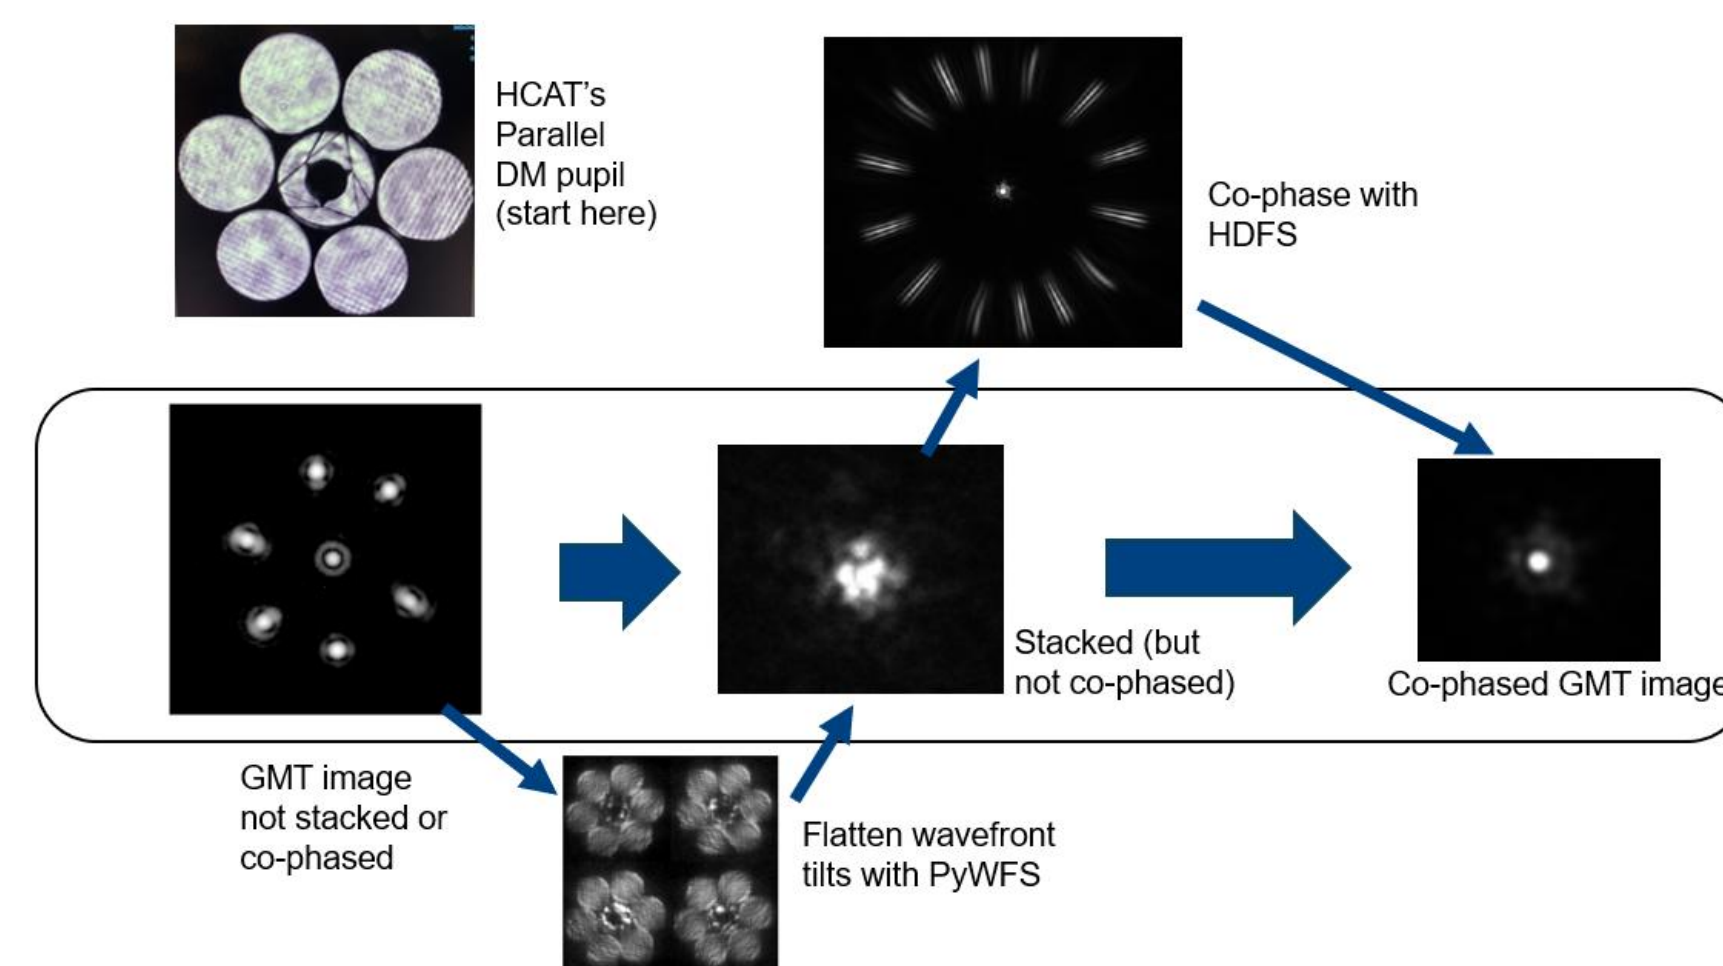 HCAT's
Parallel
DM pupil
(start here)
Co-phase with
HDFS
Stacked (but
not co-phased)
Co-phased GMT image
GMT image
not stacked or
co-phased
Flatten wavefront
tilts with PyWFS